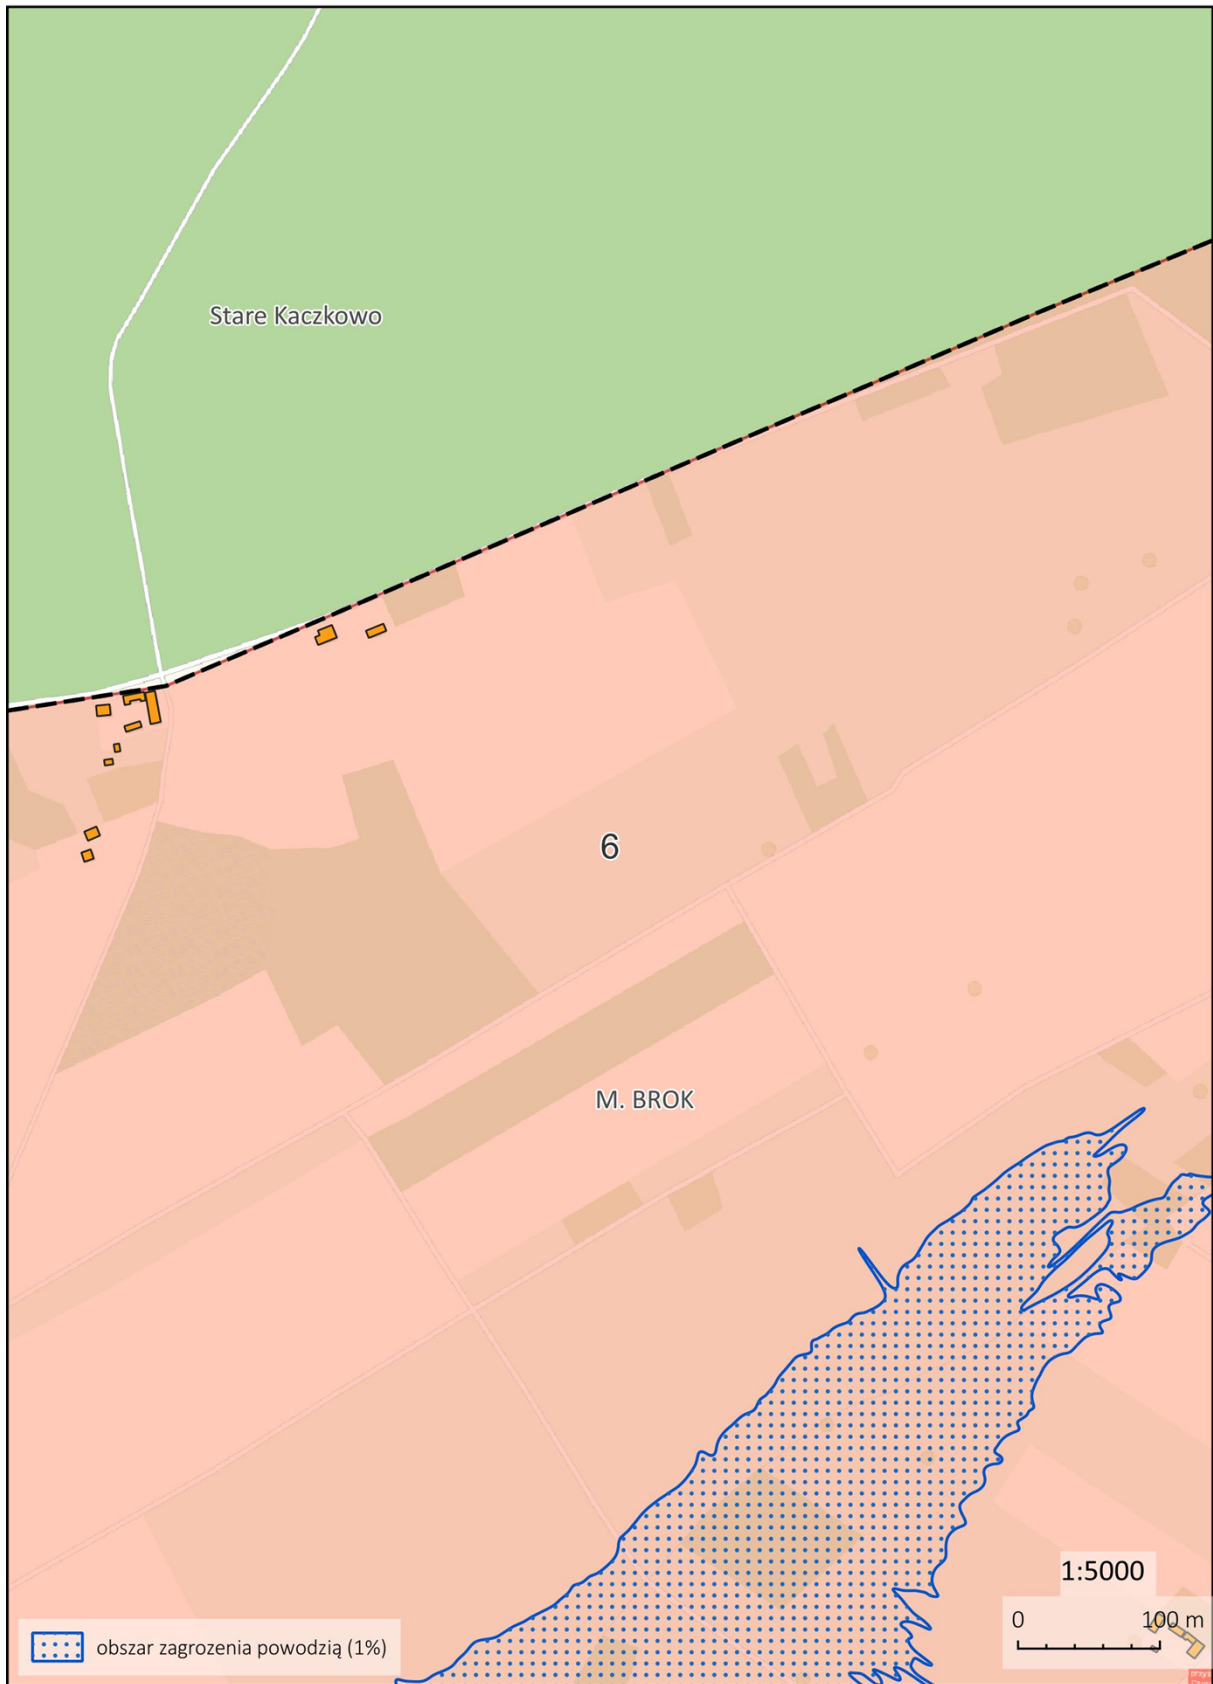 Stare Kaczkowo
6
M. BROK
1:5000
0 100 m
obszar zagrozenia powodzią (1%)